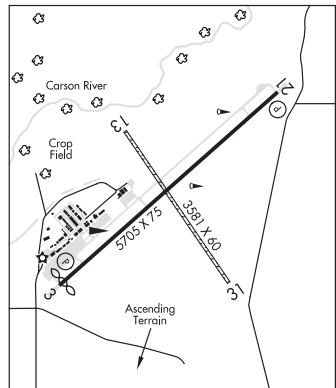 Carson River
21
P
13
Crop
Field
5705 X 75
3581 X 60
P
3
31
Ascending
Terrain